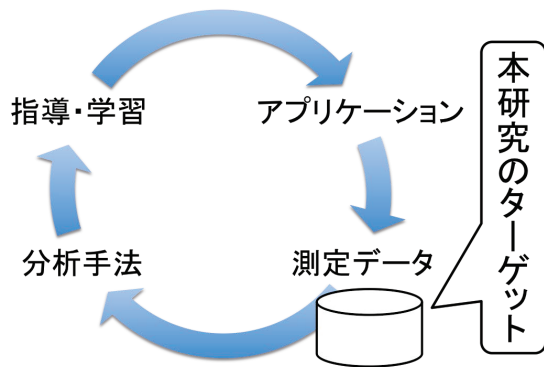 指導・学習
アプリケーション
分析手法
測定データ
本研究のターゲット